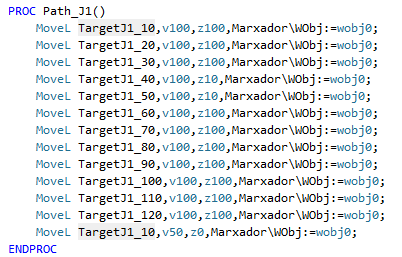 PROC Path_J1()
MoveL TargetJ1_10,v100,z100,Marxador\WObj:=wobj0;
MoveL TargetJ1_20,v100,z100,Marxador\WObj:=wobj0;
MoveL TargetJ1_30,v100,z100,Marxador\WObj:=wobj0;
MoveL TargetJ1_40,v100,z10,Marxador\WObj:=wobj0;
MoveL TargetJ1_50,v100,z10,Marxador\WObj:=wobj0;
MoveL TargetJ1_60,v100,z100,Marxador\WObj:=wobj0;
MoveL TargetJ1_70,v100,z100,Marxador\WObj:=wobj0;
MoveL TargetJ1_80,v100,z100,Marxador\WObj:=wobj0;
MoveL TargetJ1_90,v100,z100,Marxador\WObj:=wobj0;
MoveL TargetJ1_100,v100,z100,Marxador\WObj:=wobj0;
MoveL TargetJ1_110,v100,z100,Marxador\WObj:=wobj0;
MoveL TargetJ1_120,v100,z100,Marxador\WObj:=wobj0;
MoveL TargetJ1_10,v50,z0,Marxador\WObj:=wobj0;
ENDPROC